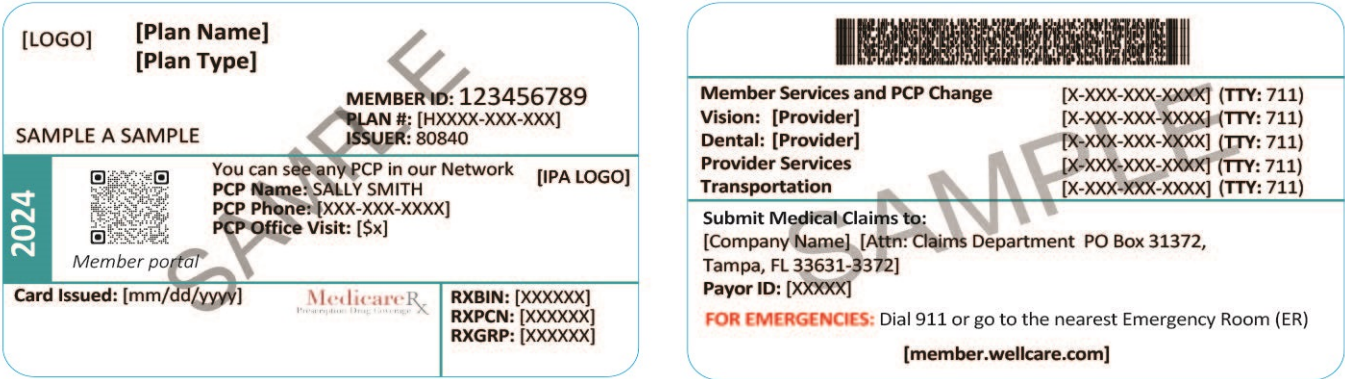 [LOGO]
[Plan Name]
[Plan Type]
MEMBER ID: 123456789
PLAN #: [HXXXX-XXX-XXX]
SAMPLE A SAMPLE
ISSUER: 80840
2024
You can see any PCP in our Network
PCP Name: SALLY SMITH
PCP Phone: [XXX-XXX-XXXX]
PCP Office Visit: [$x]
[IPA LOGO]
Member portal
Card Issued: [mm/dd/yyyy]
MedicareRx
Prescription Drug Coverage
RXBIN: [XXXXXX]
RXPCN: [XXXXXX]
RXGRP: [XXXXXX]
SAMPLE
Member Services and PCP Change [X-XXX-XXX-XXXX] (TTY: 711)
Vision: [Provider] [X-XXX-XXX-XXXX] (TTY: 711)
Dental: [Provider] [X-XXX-XXX-XXXX] (TTY: 711)
Provider Services [X-XXX-XXX-XXXX] (TTY: 711)
Transportation [X-XXX-XXX-XXXX] (TTY: 711)
Submit Medical Claims to:
[Company Name] [Attn: Claims Department PO Box 31372,
Tampa, FL 33631-3372]
Payor ID: [XXXXX]
FOR EMERGENCIES: Dial 911 or go to the nearest Emergency Room (ER)
[member.wellcare.com]
SAMPLE